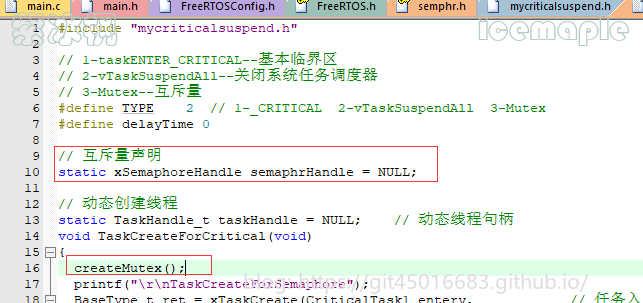 main.c main.h FreeRTOSConfig.h FreeRTOS.h semphr.h mycriticalsuspend.h
1 #include "mycriticalsuspend.h"
2
3 // 1-taskENTER_CRITICAL--基本临界区
4 // 2-vTaskSuspendAll--关闭系统任务调度器
5 // 3-Mutex--互斥量
6 #define TYPE 2 // 1-_CRITICAL 2-vTaskSuspendAll 3-Mutex
7 #define delayTime 0
8
9 // 互斥量声明
10 static xSemaphoreHandle semaphrHandle = NULL;
11
12 // 动态创建线程
13 static TaskHandle_t taskHandle = NULL; // 动态线程句柄
14 void TaskCreateForCritical(void)
15 {
16 createMutex();
17 printf("\r\nTaskCreateForSemaphore");
18 BaseType_t ret = xTaskCreate(CriticalTask1_entery, // 任务入
icemaple
blog: https://git45016683.github.io/